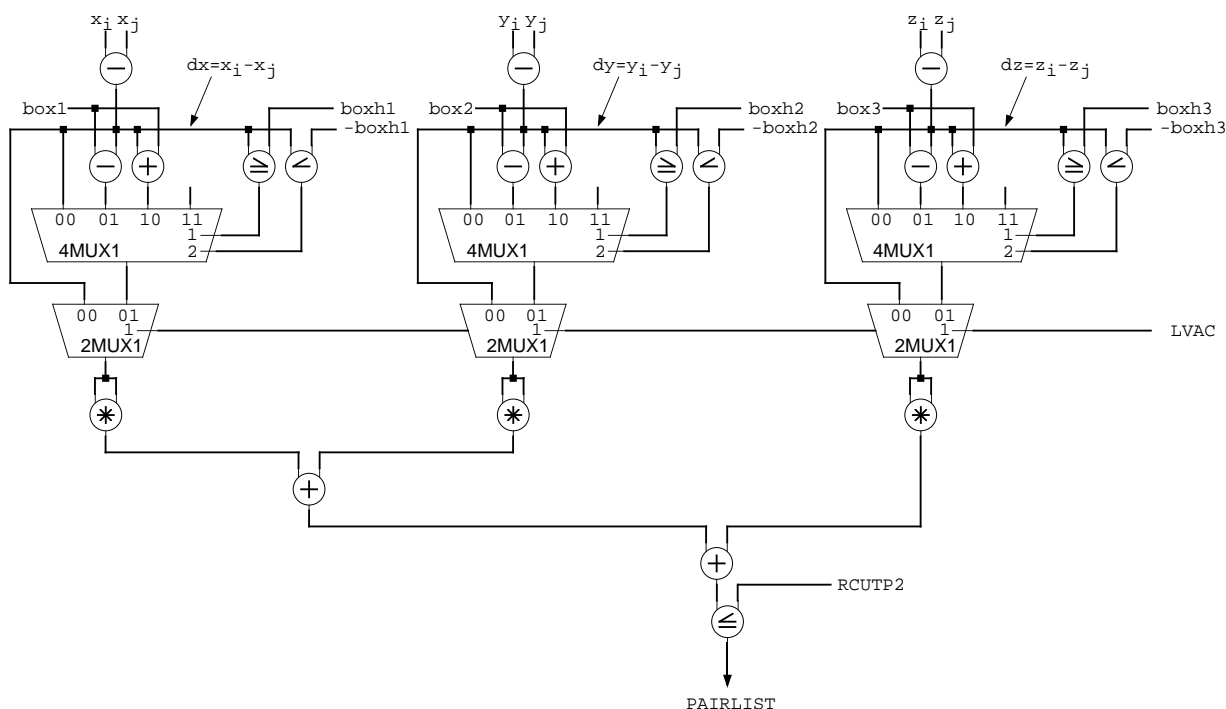 x_i x_j y_i y_j z_i z_j
dx=x_i-x_j dy=y_i-y_j dz=z_i-z_j
box1 boxh1 box2 boxh2 box3 boxh3
-boxh1 -boxh2 -boxh3
− + ≥ < − + ≥ < − + ≥ <
00 01 10 11 00 01 10 11 00 01 10 11
1 1 1
4MUX1 2 4MUX1 2 4MUX1 2
00 01 00 01 00 01
1 1 1 LVAC
2MUX1 2MUX1 2MUX1
* * *
+
+
RCUTP2
≤
PAIRLIST